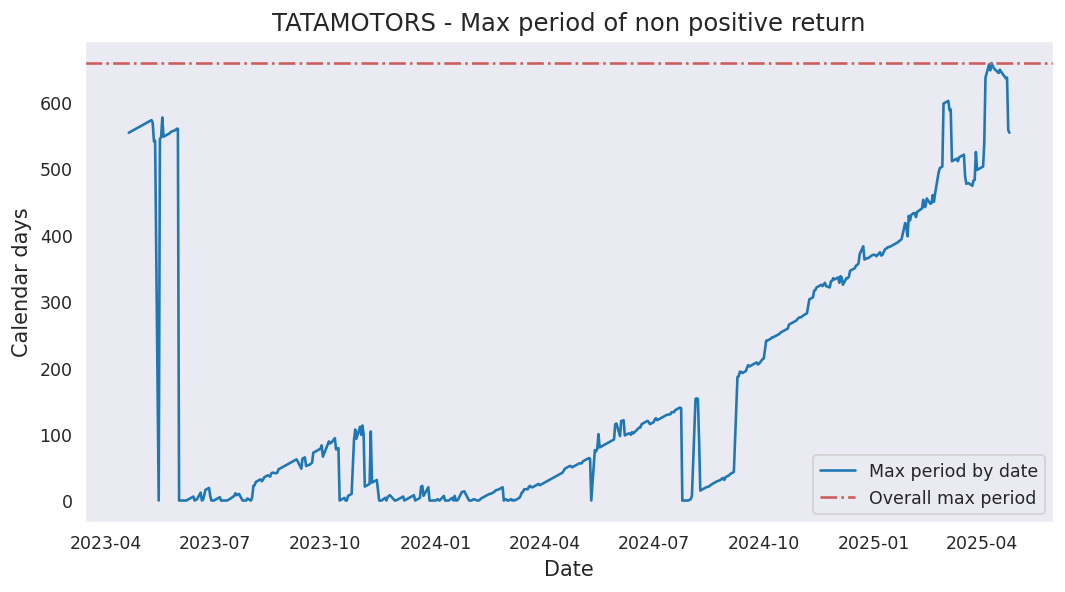 TATAMOTORS - Max period of non positive return
Calendar days
600
500
400
300
200
100
0
2023-04 2023-07 2023-10 2024-01 2024-04 2024-07 2024-10 2025-01 2025-04
Date
Max period by date
Overall max period